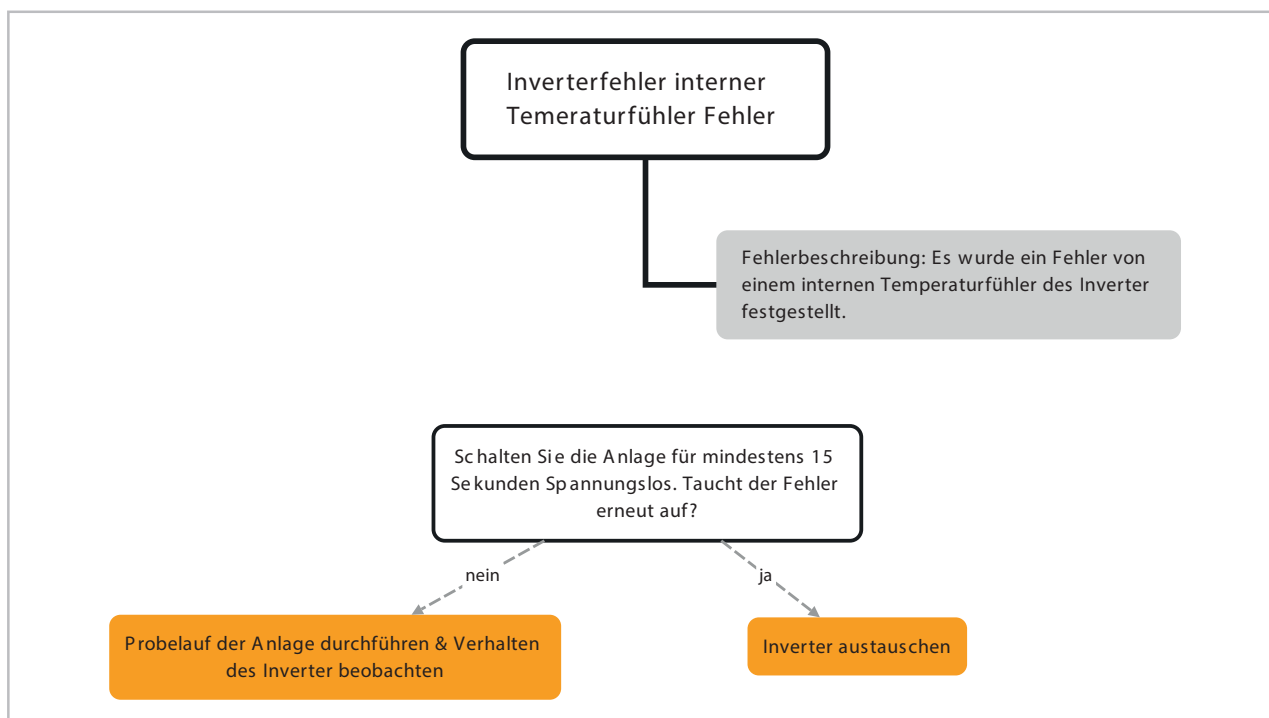 Inverterfehler interner
Temeraturfühler Fehler
Fehlerbeschreibung: Es wurde ein Fehler von
einem internen Temperaturfühler des Inverter
festgestellt.
Schalten Sie die Anlage für mindestens 15
Sekunden Spannungslos. Taucht der Fehler
erneut auf?
nein
ja
Probelauf der Anlage durchführen & Verhalten
des Inverter beobachten
Inverter austauschen